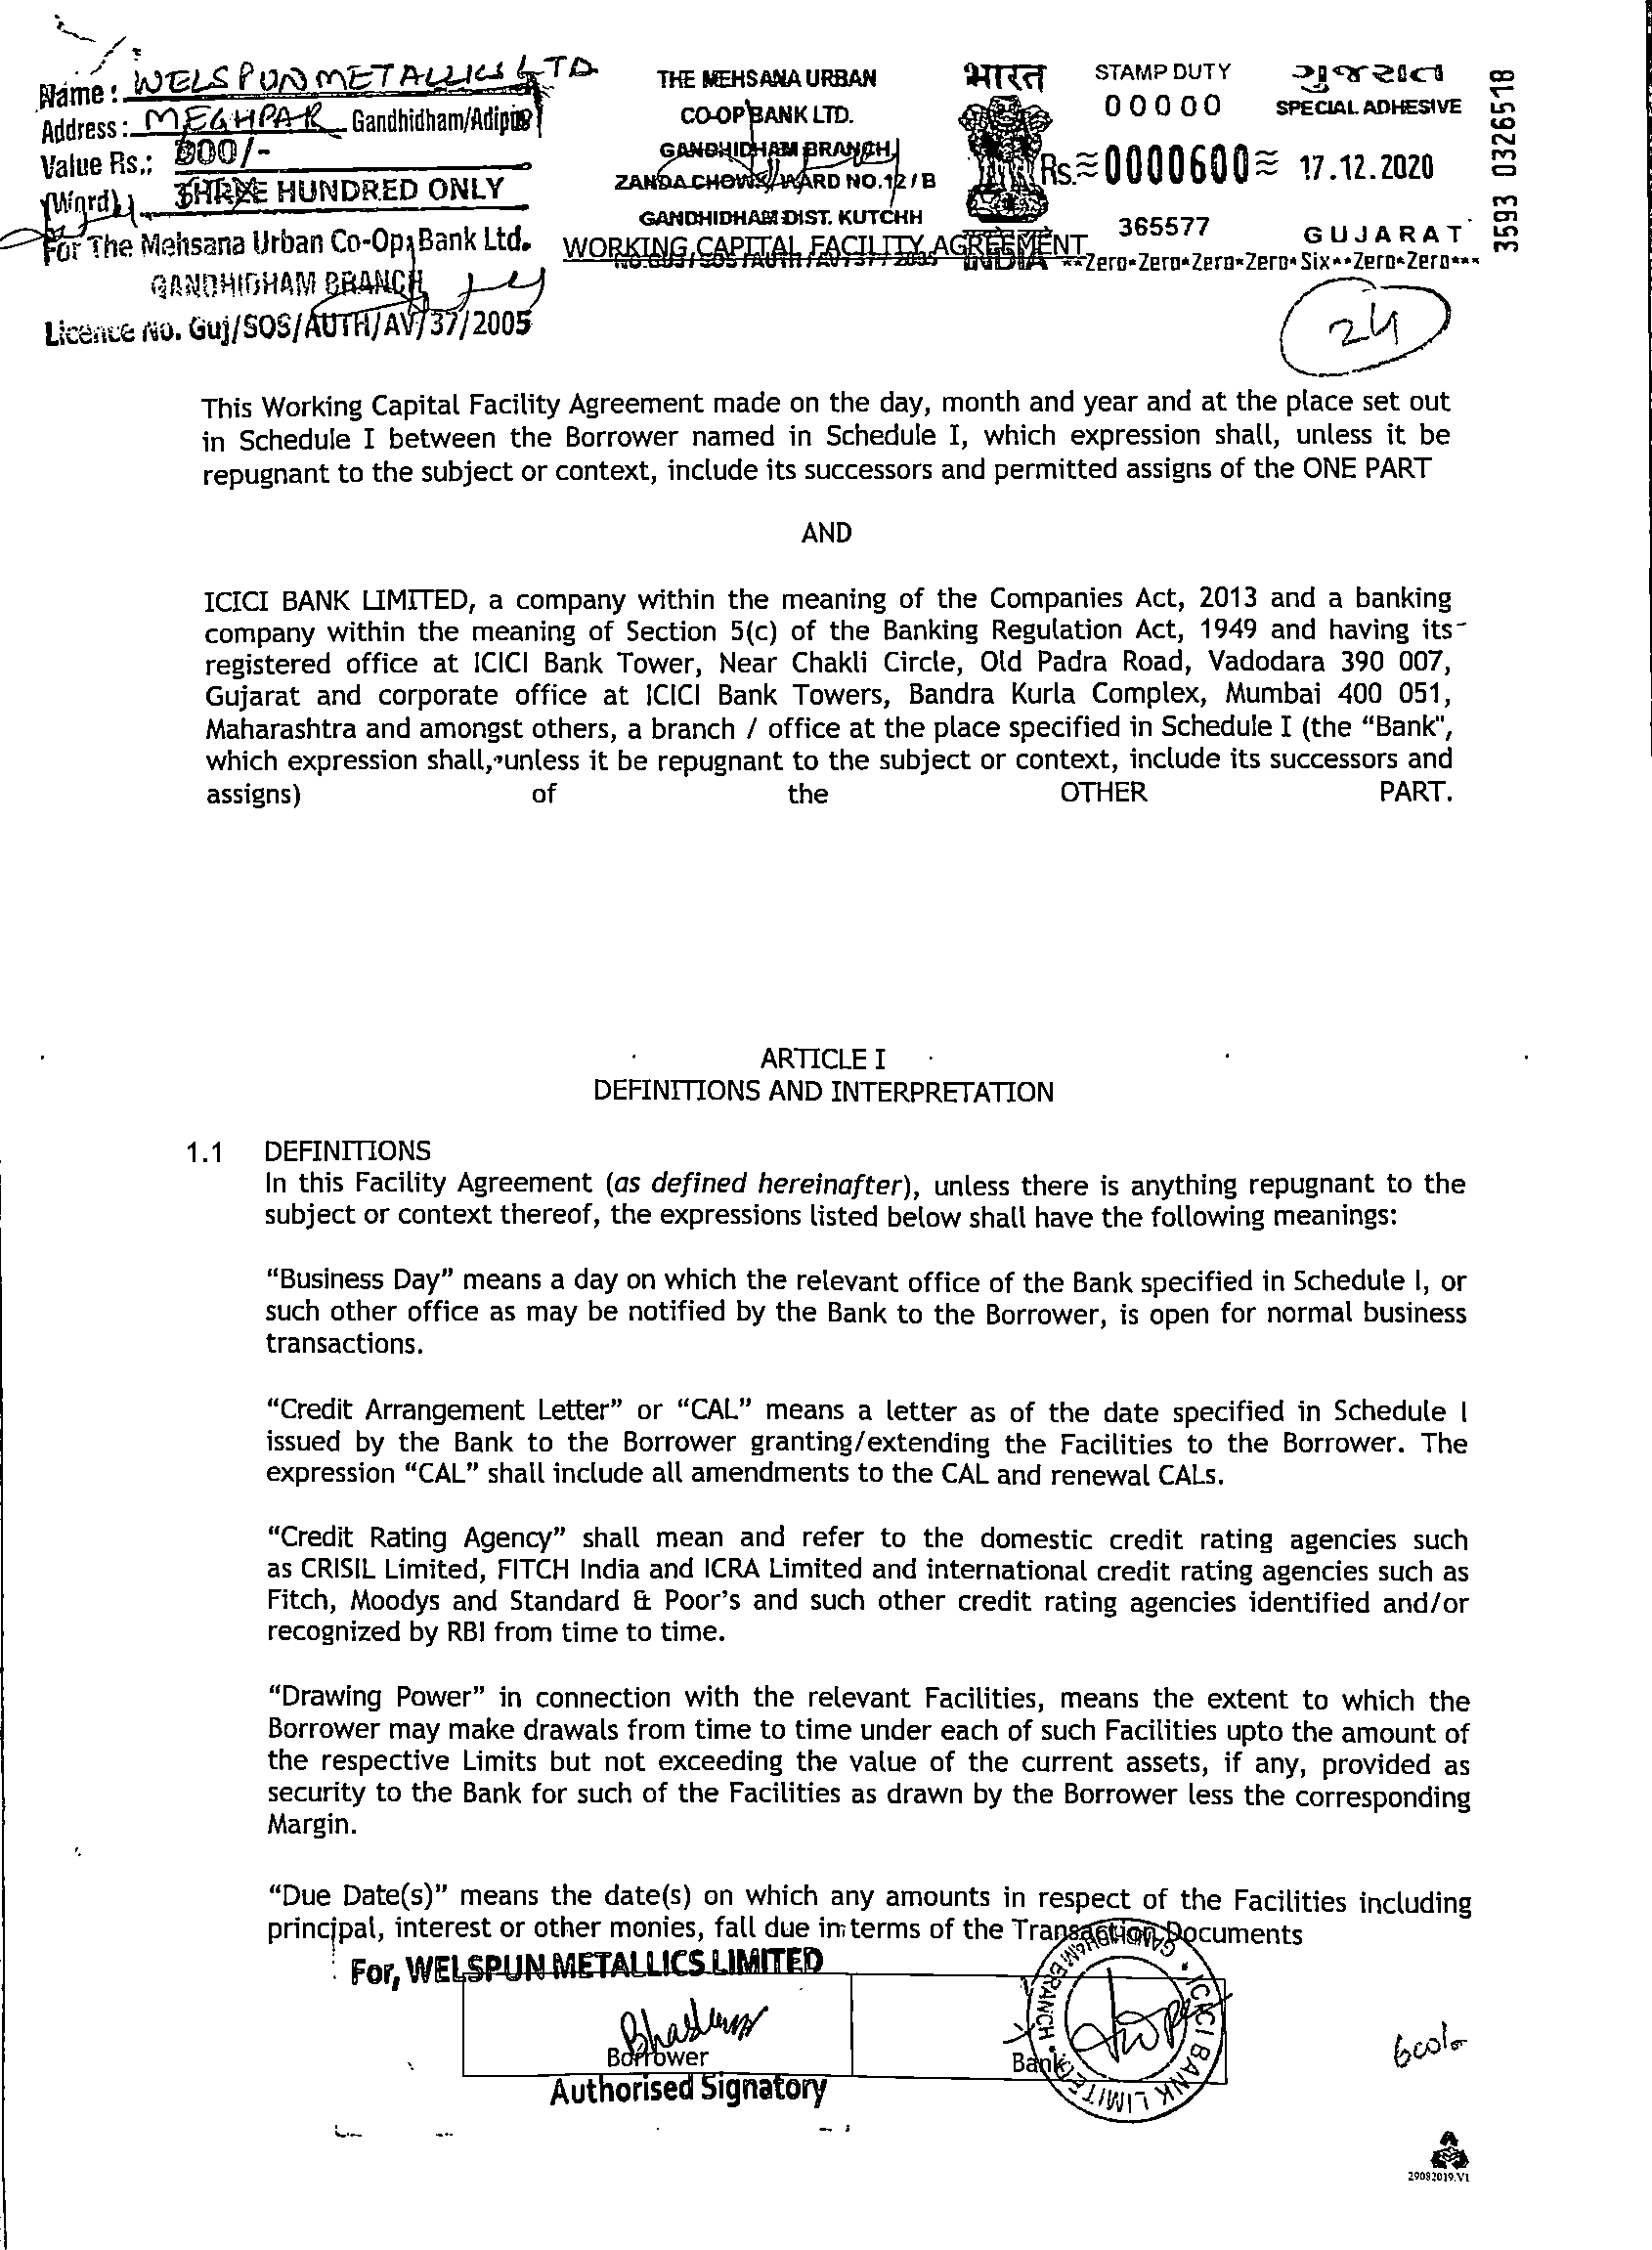 Name: WELSPUN METALLICS LTD
Address: MEGHPAR Gandhidham/Adipur
Value Rs.: 600/-
(Word) HUNDRED ONLY
For The Mehsana Urban Co-Op. Bank Ltd.
GANDHIDHAM BRANCH
Licence No. Guj/SOS/AUTH/AV/37/2005
THE MEHSANA URBAN
CO-OP BANK LTD.
GANDHIDHAM BRANCH
ZANDA CHOWK, WARD NO.12/B
GANDHIDHAM DIST. KUTCHH
NO.GUJ/SOS/AUTH/AV/37/2005
भारत
INDIA
STAMP DUTY
00000
ગુજરાત
SPECIAL ADHESIVE
Rs.≈0000600≈ 17.12.2020
365577
GUJARAT
**Zero*Zero*Zero*Zero*Six**Zero*Zero***
3593 0326518
WORKING CAPITAL FACILITY AGREEMENT
24
This Working Capital Facility Agreement made on the day, month and year and at the place set out
in Schedule I between the Borrower named in Schedule I, which expression shall, unless it be
repugnant to the subject or context, include its successors and permitted assigns of the ONE PART
AND
ICICI BANK LIMITED, a company within the meaning of the Companies Act, 2013 and a banking
company within the meaning of Section 5(c) of the Banking Regulation Act, 1949 and having its
registered office at ICICI Bank Tower, Near Chakli Circle, Old Padra Road, Vadodara 390 007,
Gujarat and corporate office at ICICI Bank Towers, Bandra Kurla Complex, Mumbai 400 051,
Maharashtra and amongst others, a branch / office at the place specified in Schedule I (the “Bank”,
which expression shall, unless it be repugnant to the subject or context, include its successors and
assigns) of the OTHER PART.
ARTICLE I
DEFINITIONS AND INTERPRETATION
1.1 DEFINITIONS
In this Facility Agreement (as defined hereinafter), unless there is anything repugnant to the
subject or context thereof, the expressions listed below shall have the following meanings:
“Business Day” means a day on which the relevant office of the Bank specified in Schedule I, or
such other office as may be notified by the Bank to the Borrower, is open for normal business
transactions.
“Credit Arrangement Letter” or “CAL” means a letter as of the date specified in Schedule I
issued by the Bank to the Borrower granting/extending the Facilities to the Borrower. The
expression “CAL” shall include all amendments to the CAL and renewal CALs.
“Credit Rating Agency” shall mean and refer to the domestic credit rating agencies such
as CRISIL Limited, FITCH India and ICRA Limited and international credit rating agencies such as
Fitch, Moodys and Standard & Poor's and such other credit rating agencies identified and/or
recognized by RBI from time to time.
“Drawing Power” in connection with the relevant Facilities, means the extent to which the
Borrower may make drawals from time to time under each of such Facilities upto the amount of
the respective Limits but not exceeding the value of the current assets, if any, provided as
security to the Bank for such of the Facilities as drawn by the Borrower less the corresponding
Margin.
“Due Date(s)” means the date(s) on which any amounts in respect of the Facilities including
principal, interest or other monies, fall due in terms of the Transaction Documents
For, WELSPUN METALLICS LIMITED
Borrower
Authorised Signatory
Bank
ICICI BANK LIMITED * GANDHIDHAM BRANCH *
29082019.V1